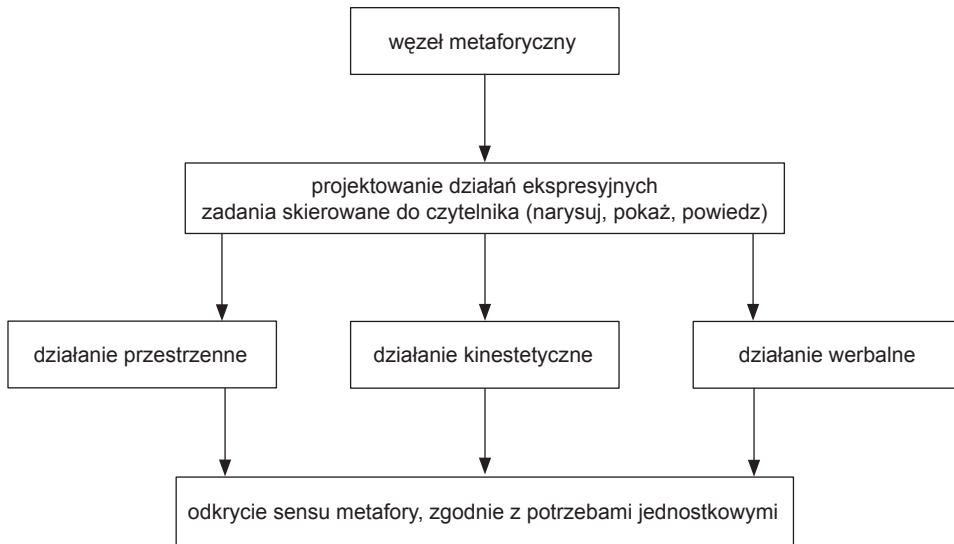 węzeł metaforyczny
projektowanie działań ekspresyjnych
zadania skierowane do czytelnika (narysuj, pokaż, powiedz)
działanie przestrzenne
działanie kinestetyczne
działanie werbalne
odkrycie sensu metafory, zgodnie z potrzebami jednostkowymi